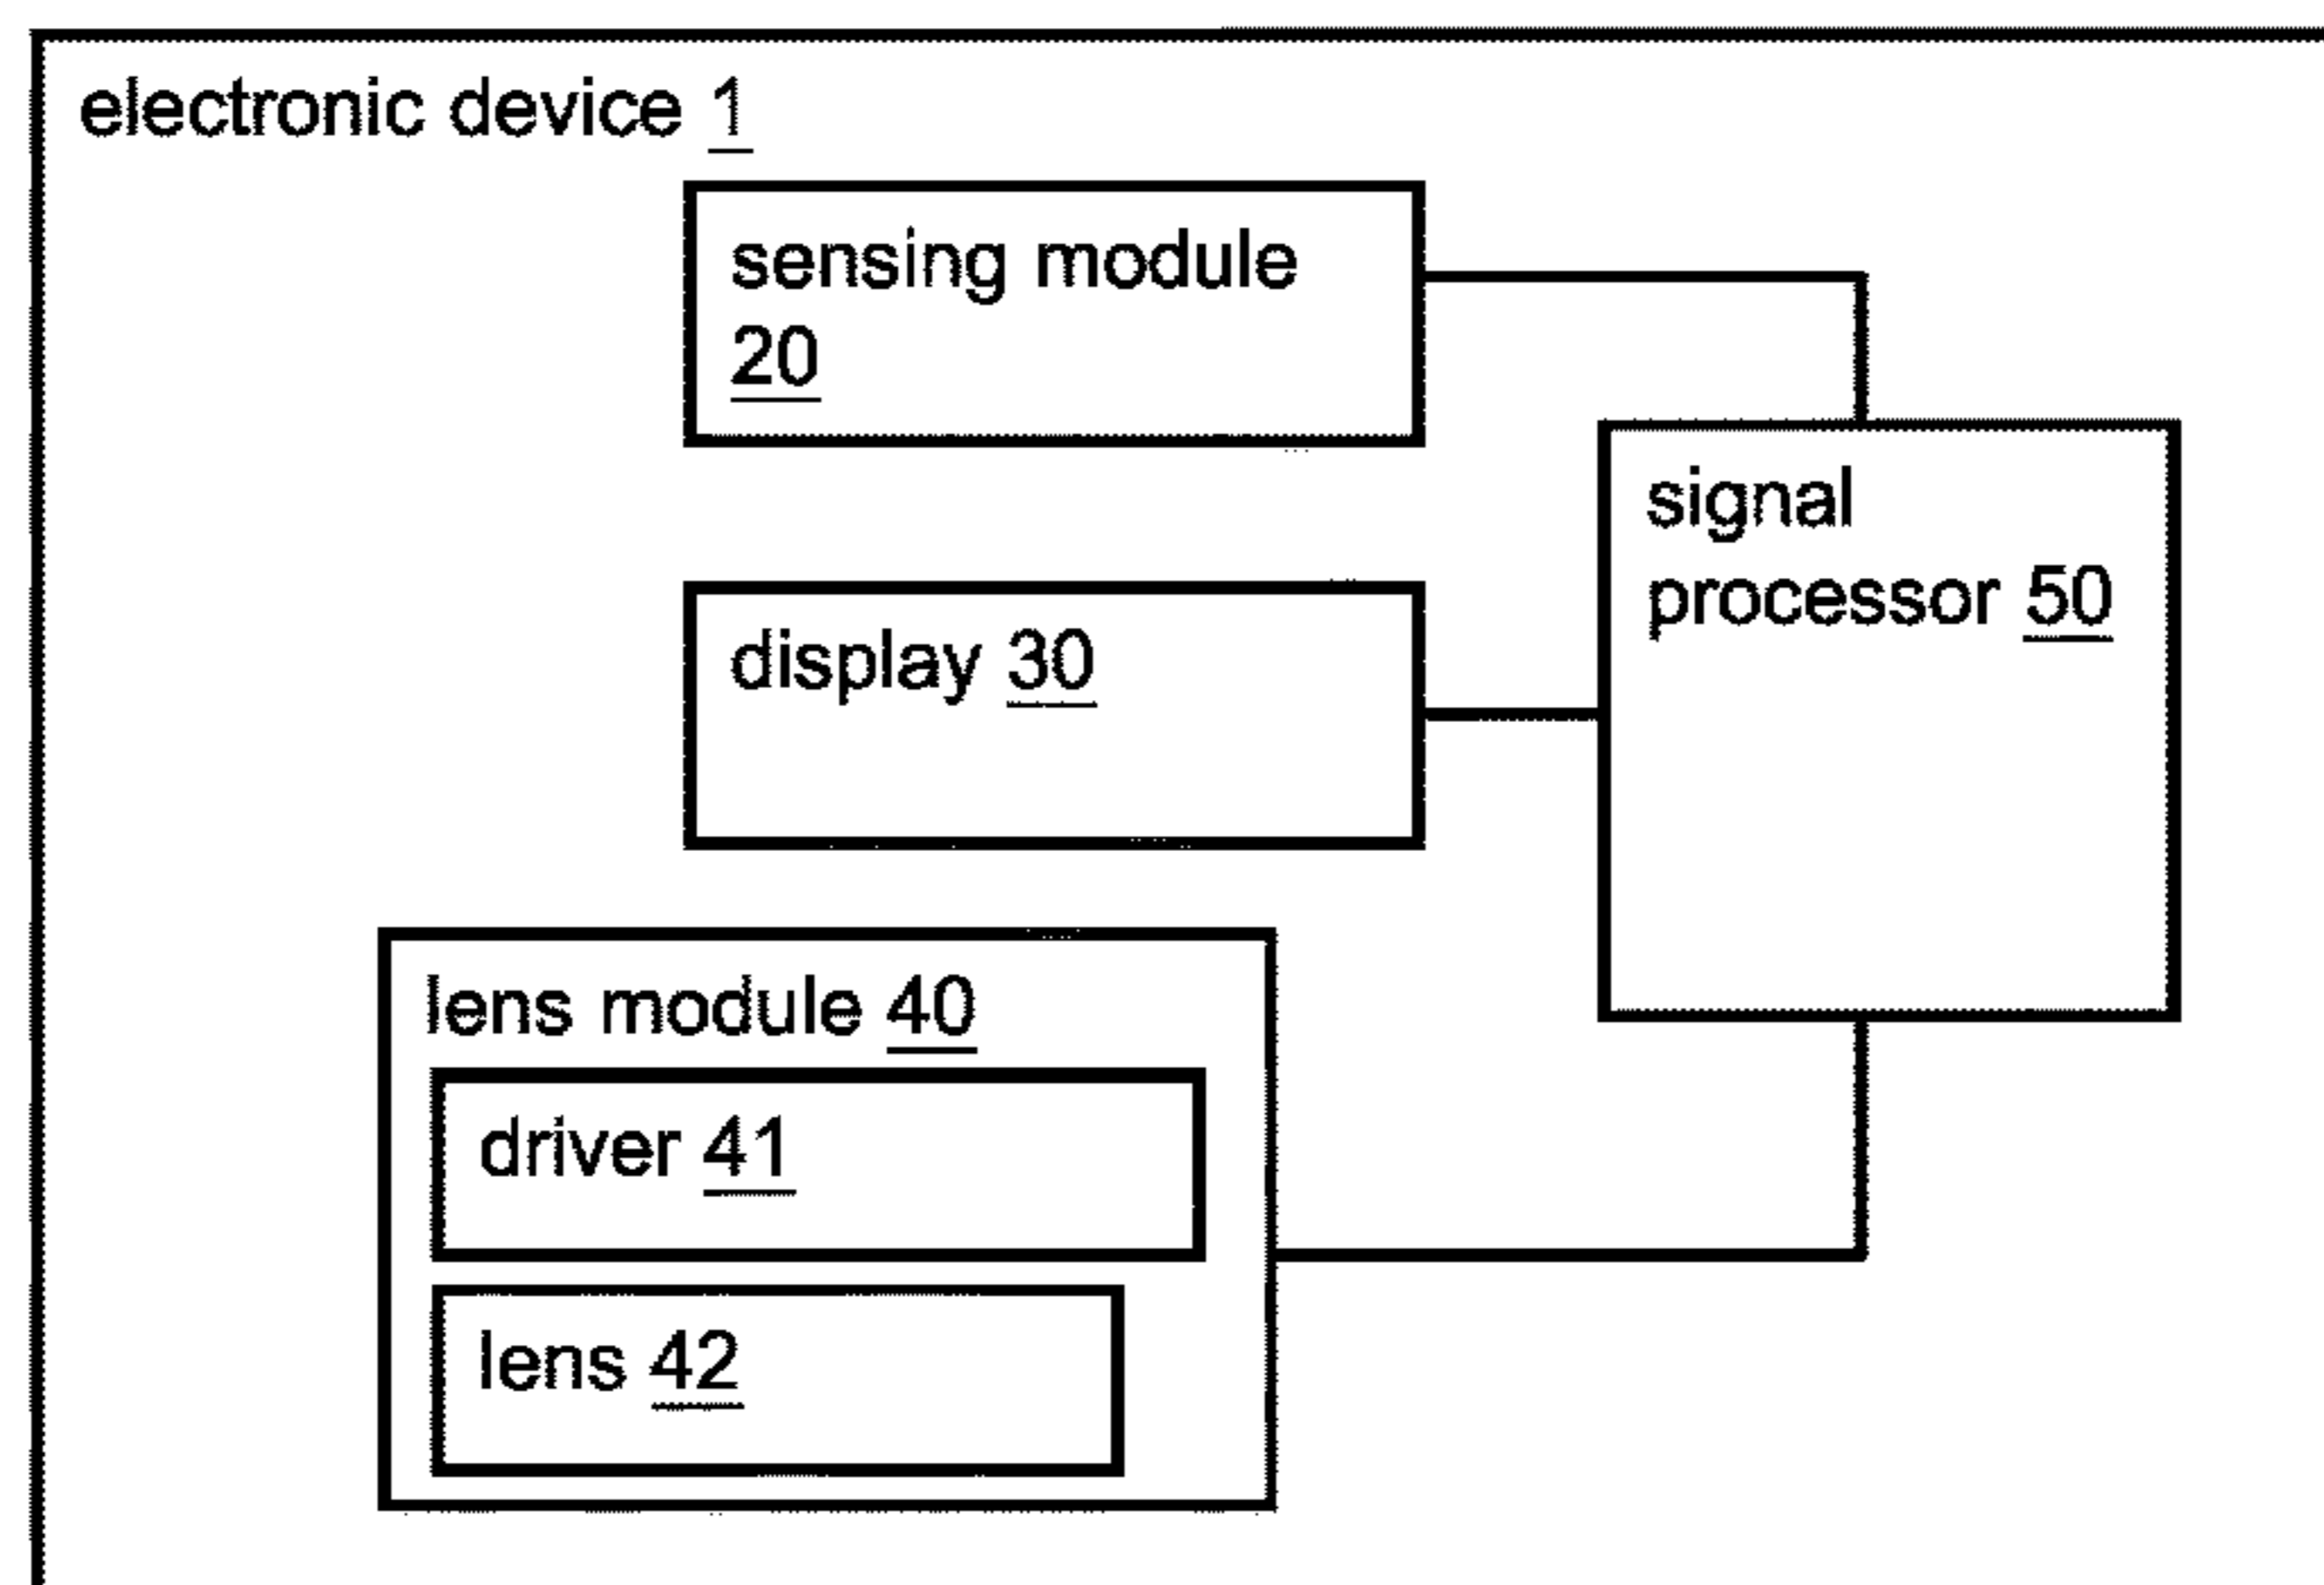 electronic device 1
sensing module
20
signal
processor 50
display 30
lens module 40
driver 41
lens 42